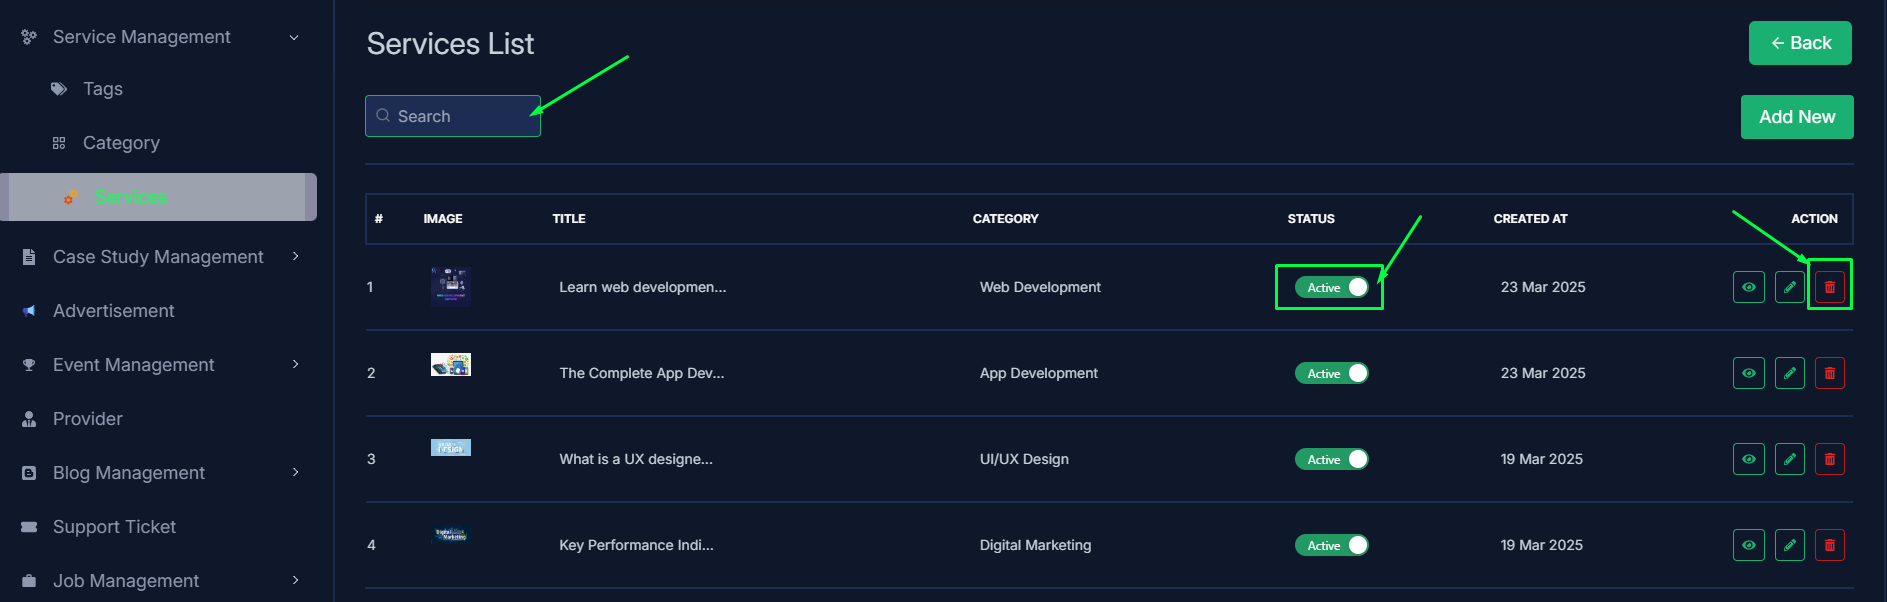 Service Management
Tags
Category
Services
Case Study Management
Advertisement
Event Management
Provider
Blog Management
Support Ticket
Job Management
Services List
Back
Search
Add New
# IMAGE TITLE CATEGORY STATUS CREATED AT ACTION
1 Learn web developmen... Web Development Active 23 Mar 2025
2 The Complete App Dev... App Development Active 23 Mar 2025
3 What is a UX designe... UI/UX Design Active 19 Mar 2025
4 Key Performance Indi... Digital Marketing Active 19 Mar 2025